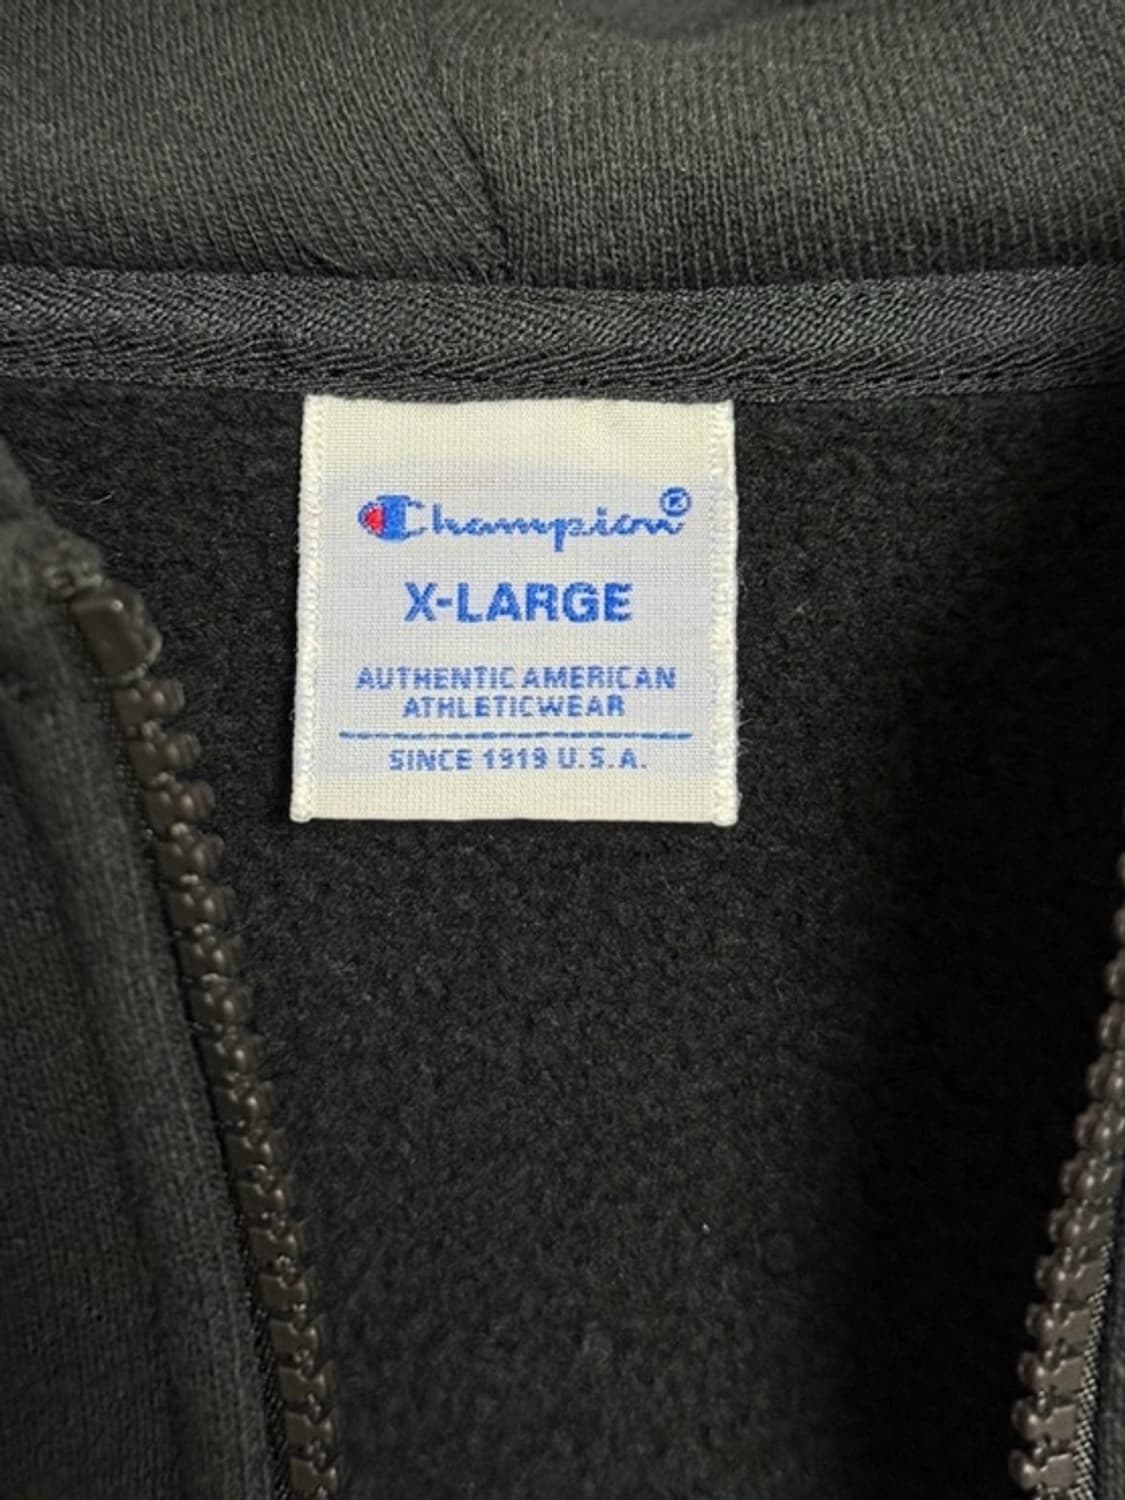 Champion®
X-LARGE
AUTHENTIC AMERICAN
ATHLETICWEAR
SINCE 1919 U.S.A.